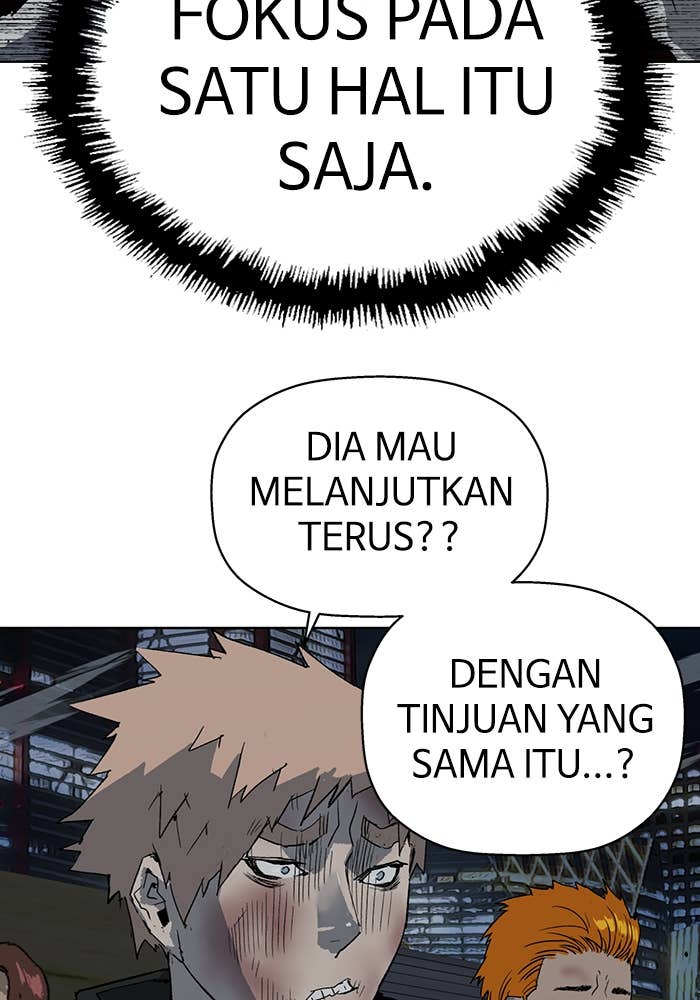 FOKUS PADA
SATU HAL ITU
SAJA.
DIA MAU
MELANJUTKAN
TERUS??
DENGAN
TINJUAN YANG
SAMA ITU...?